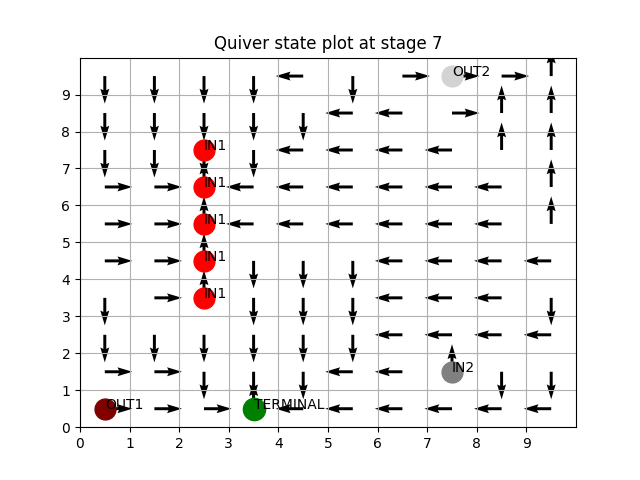 Quiver state plot at stage 7
OUT2
9
8
IN1
7
IN1
6
IN1
5
IN1
4
IN1
3
2
IN2
1
OUT1 TERMINAL
0
0 1 2 3 4 5 6 7 8 9